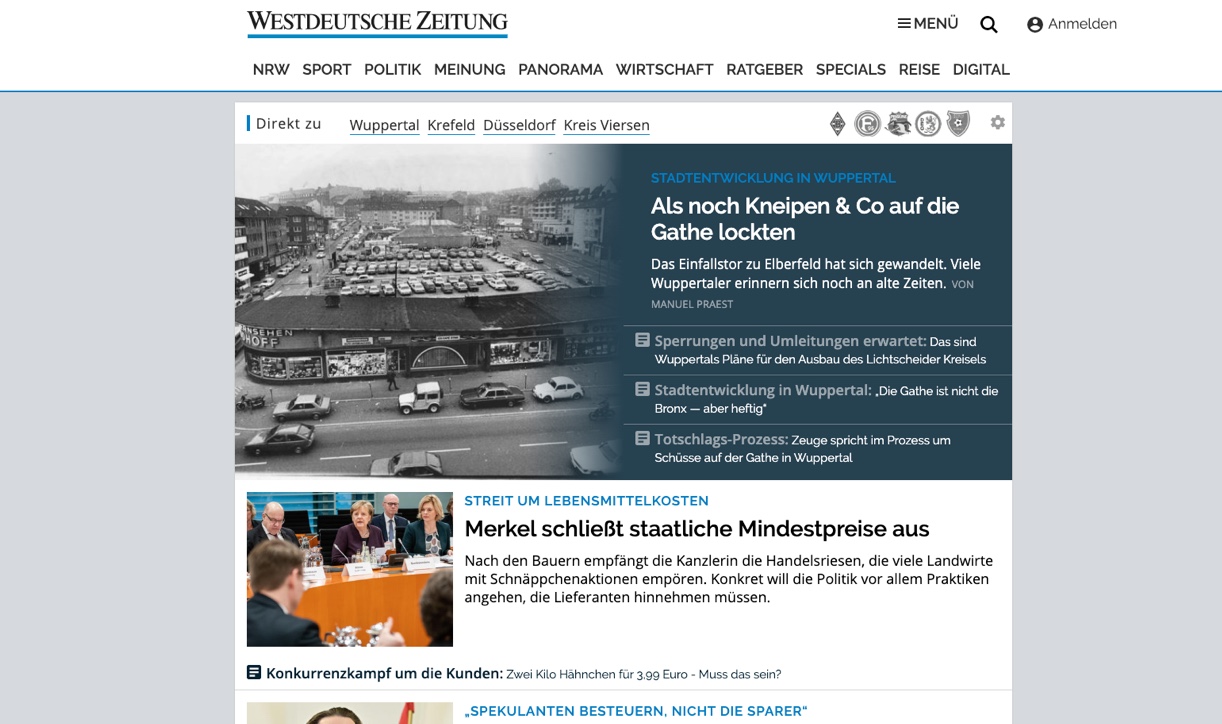 WESTDEUTSCHE ZEITUNG
MENÜ
Anmelden
NRW SPORT POLITIK MEINUNG PANORAMA WIRTSCHAFT RATGEBER SPECIALS REISE DIGITAL
Direkt zu
Wuppertal Krefeld Düsseldorf Kreis Viersen
STADTENTWICKLUNG IN WUPPERTAL
Als noch Kneipen & Co auf die
Gathe lockten
Das Einfallstor zu Elberfeld hat sich gewandelt. Viele
Wuppertaler erinnern sich noch an alte Zeiten. VON
MANUEL PRAEST
Sperrungen und Umleitungen erwartet: Das sind
Wuppertals Pläne für den Ausbau des Lichtscheider Kreisels
Stadtentwicklung in Wuppertal: „Die Gathe ist nicht die
Bronx — aber heftig“
Totschlags-Prozess: Zeuge spricht im Prozess um
Schüsse auf der Gathe in Wuppertal
STREIT UM LEBENSMITTELKOSTEN
Merkel schließt staatliche Mindestpreise aus
Nach den Bauern empfängt die Kanzlerin die Handelsriesen, die viele Landwirte
mit Schnäppchenaktionen empören. Konkret will die Politik vor allem Praktiken
angehen, die Lieferanten hinnehmen müssen.
Konkurrenzkampf um die Kunden: Zwei Kilo Hähnchen für 3,99 Euro - Muss das sein?
„SPEKULANTEN BESTEUERN, NICHT DIE SPARER“